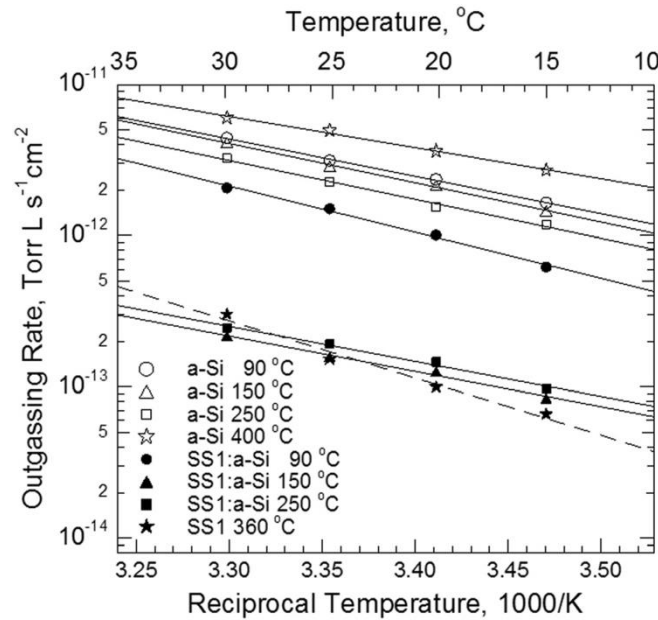 Temperature, °C
35 30 25 20 15 10
10⁻¹¹
5
2
10⁻¹²
5
2
10⁻¹³
5
2
10⁻¹⁴
Outgassing Rate, Torr L s⁻¹cm⁻²
a-Si 90 °C
a-Si 150 °C
a-Si 250 °C
a-Si 400 °C
SS1:a-Si 90 °C
SS1:a-Si 150 °C
SS1:a-Si 250 °C
SS1 360 °C
3.25 3.30 3.35 3.40 3.45 3.50
Reciprocal Temperature, 1000/K